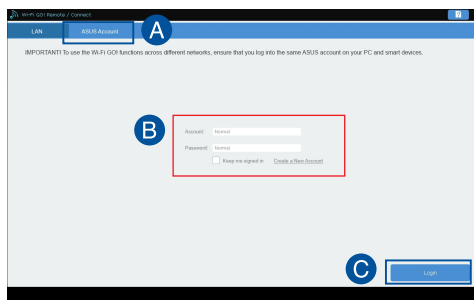 Wi-Fi GO! Remote / Connect
LAN
ASUS Account
A
IMPORTANT! To use the Wi-Fi GO! functions across different networks, ensure that you log into the same ASUS account on your PC and smart devices.
B
Account: Normal
Password: Normal
Keep me signed in Create a New Account
C
Login